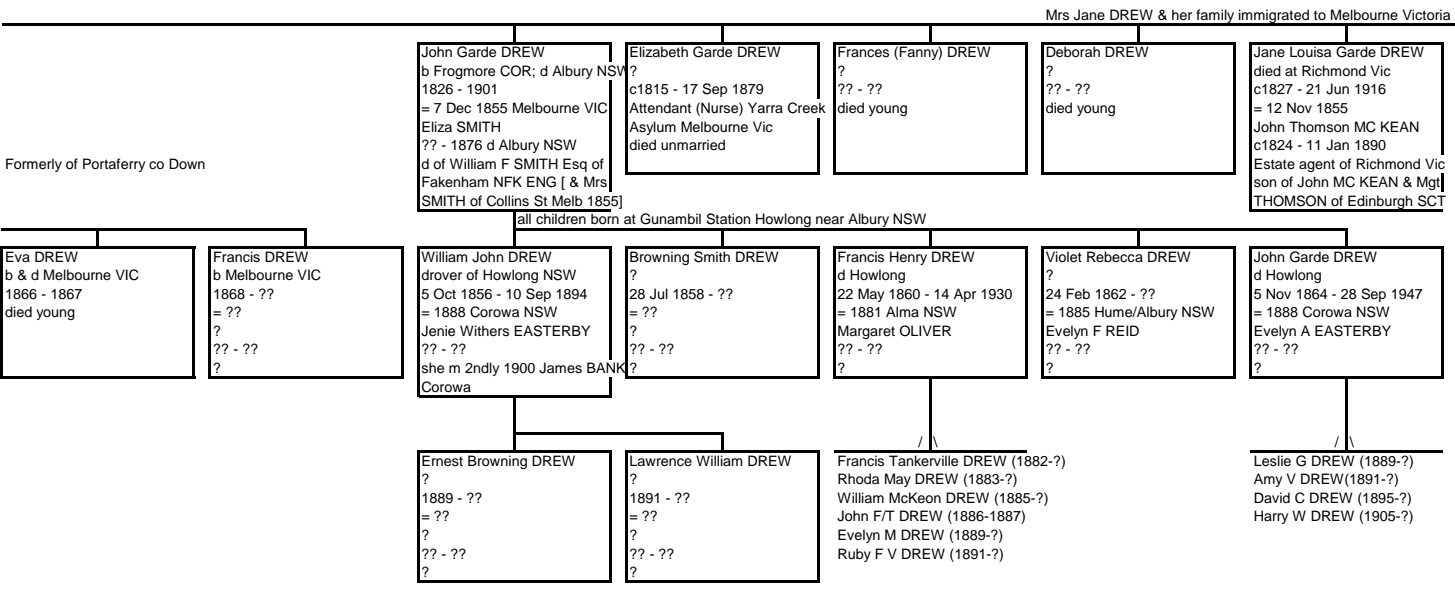 Mrs Jane DREW & her family immigrated to Melbourne Victoria
John Garde DREW
b Frogmore COR; d Albury NSW
1826 - 1901
= 7 Dec 1855 Melbourne VIC
Eliza SMITH
?? - 1876 d Albury NSW
d of William F SMITH Esq of
Fakenham NFK ENG [ & Mrs
SMITH of Collins St Melb 1855]
Elizabeth Garde DREW
?
c1815 - 17 Sep 1879
Attendant (Nurse) Yarra Creek
Asylum Melbourne Vic
died unmarried
Frances (Fanny) DREW
?
?? - ??
died young
Deborah DREW
?
?? - ??
died young
Jane Louisa Garde DREW
died at Richmond Vic
c1827 - 21 Jun 1916
= 12 Nov 1855
John Thomson MC KEAN
c1824 - 11 Jan 1890
Estate agent of Richmond Vic
son of John MC KEAN & Mgt
THOMSON of Edinburgh SCT
Formerly of Portaferry co Down
all children born at Gunambil Station Howlong near Albury NSW
Eva DREW
b & d Melbourne VIC
1866 - 1867
died young
Francis DREW
b Melbourne VIC
1868 - ??
= ??
?
?? - ??
?
William John DREW
drover of Howlong NSW
5 Oct 1856 - 10 Sep 1894
= 1888 Corowa NSW
Jenie Withers EASTERBY
?? - ??
she m 2ndly 1900 James BANK
Corowa
Browning Smith DREW
?
28 Jul 1858 - ??
= ??
?
?? - ??
?
Francis Henry DREW
d Howlong
22 May 1860 - 14 Apr 1930
= 1881 Alma NSW
Margaret OLIVER
?? - ??
?
Violet Rebecca DREW
?
24 Feb 1862 - ??
= 1885 Hume/Albury NSW
Evelyn F REID
?? - ??
?
John Garde DREW
d Howlong
5 Nov 1864 - 28 Sep 1947
= 1888 Corowa NSW
Evelyn A EASTERBY
?? - ??
?
Ernest Browning DREW
?
1889 - ??
= ??
?
?? - ??
?
Lawrence William DREW
?
1891 - ??
= ??
?
?? - ??
?
/ \
Francis Tankerville DREW (1882-?)
Rhoda May DREW (1883-?)
William McKeon DREW (1885-?)
John F/T DREW (1886-1887)
Evelyn M DREW (1889-?)
Ruby F V DREW (1891-?)
/ \
Leslie G DREW (1889-?)
Amy V DREW(1891-?)
David C DREW (1895-?)
Harry W DREW (1905-?)